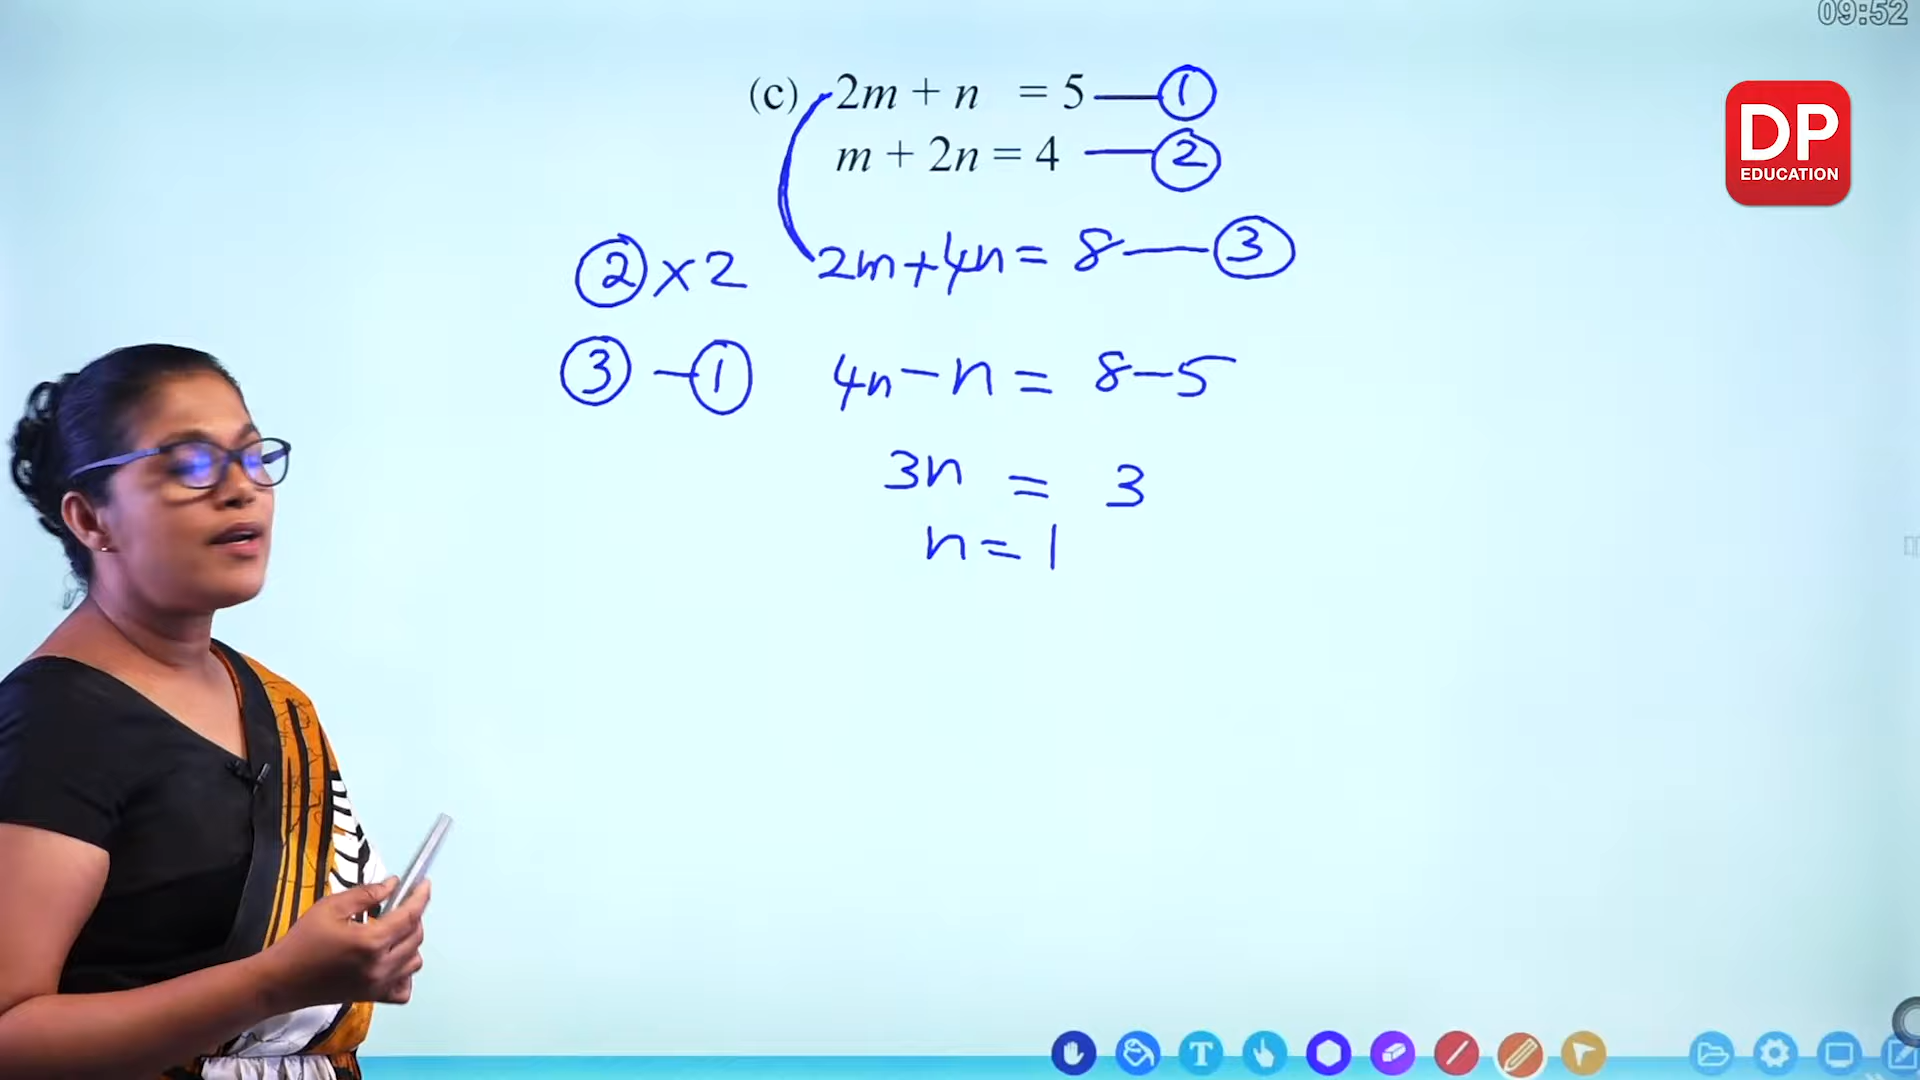 09:52
(c) 2m + n = 5 — ①
m + 2n = 4 — ②
DP
EDUCATION
② × 2 2m + 4n = 8 — ③
③ — ① 4n − n = 8 − 5
3n = 3
n = 1
T